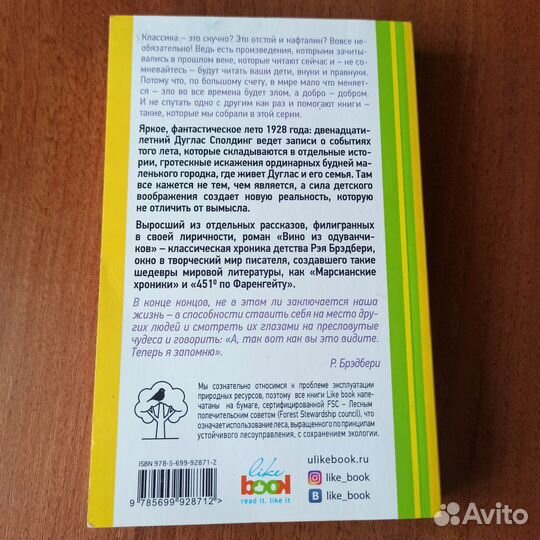 Классика – это скучно? Это отстой и нафталин? Вовсе не-
обязательно! Ведь есть произведения, которыми зачиты-
вались в прошлом веке, которые читают сейчас и – не со-
мневайтесь – будут читать ваши дети, внуки и правнуки.
Потому что, по большому счету, в мире мало что меняет-
ся – зло во все времена будет злом, а добро – добром.
И не спутать одно с другим как раз и помогают книги –
такие, которые мы собрали в этой серии.
Яркое, фантастическое лето 1928 года: двенадцати-
летний Дуглас Сполдинг ведет записи о событиях
того лета, которые складываются в отдельные исто-
рии, гротескные искажения ординарных будней ма-
ленького городка, где живет Дуглас и его семья. Там
все кажется не тем, чем является, а сила детского
воображения создает новую реальность, которую
не отличить от вымысла.
Выросший из отдельных рассказов, филигранных
в своей лиричности, роман «Вино из одуванчи-
ков» – классическая хроника детства Рэя Брэдбери,
окно в творческий мир писателя, создавшего такие
шедевры мировой литературы, как «Марсианские
хроники» и «451° по Фаренгейту».
В конце концов, не в этом ли заключается наша
жизнь – в способности ставить себя на место дру-
гих людей и смотреть их глазами на пресловутые
чудеса и говорить: «А, так вот как вы это видите.
Теперь я запомню».
Р. Брэдбери
Мы сознательно относимся к проблеме эксплуатации
природных ресурсов, поэтому все книги Like book напе-
чатаны на бумаге, сертифицированной FSC – Лесным
попечительским советом (Forest Stewardship council), что
означает использование леса, выращенного по принципам
устойчивого лесоуправления, с сохранением экологии.
ISBN 978-5-699-92871-2
9 785699 928712 >
like
book
read it. like it
ulikebook.ru
like_book
like_book
Avito